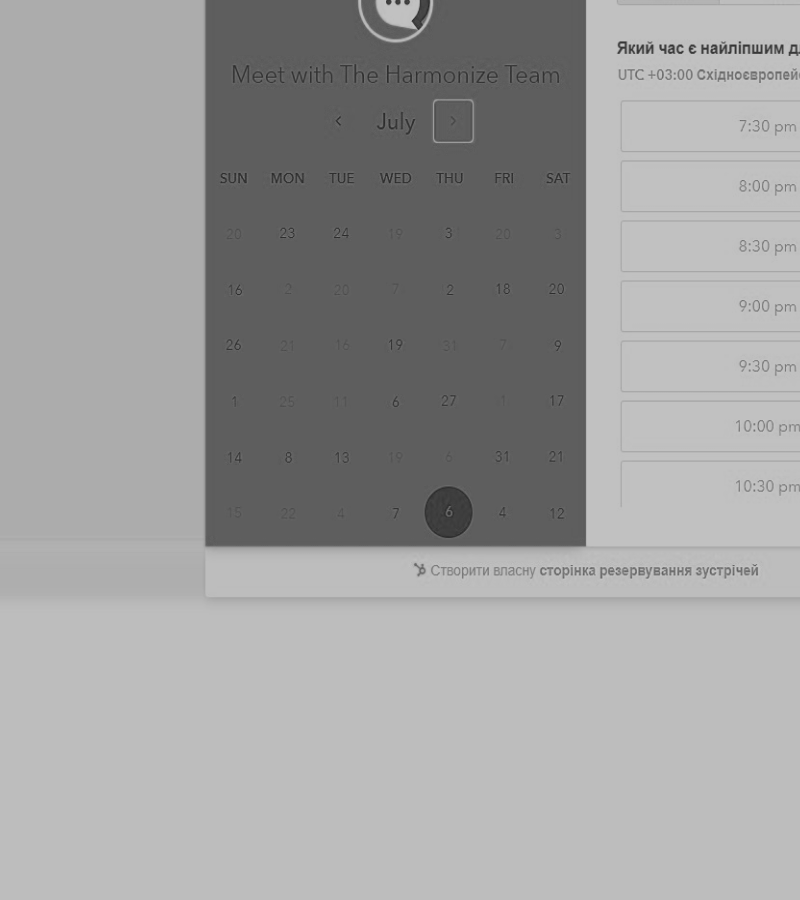 Meet with The Harmonize Team
July
SUN MON TUE WED THU FRI SAT
20 23 24 19 3 20 3
16 2 20 7 2 18 20
26 21 16 19 31 7 9
1 25 11 6 27 1 17
14 8 13 19 6 31 21
15 22 4 7 6 4 12
Який час є найліпшим
UTC +03:00
7:30 pm
8:00 pm
8:30 pm
9:00 pm
9:30 pm
10:00 pm
10:30 pm
Створити власну сторінка резервування зустрічей